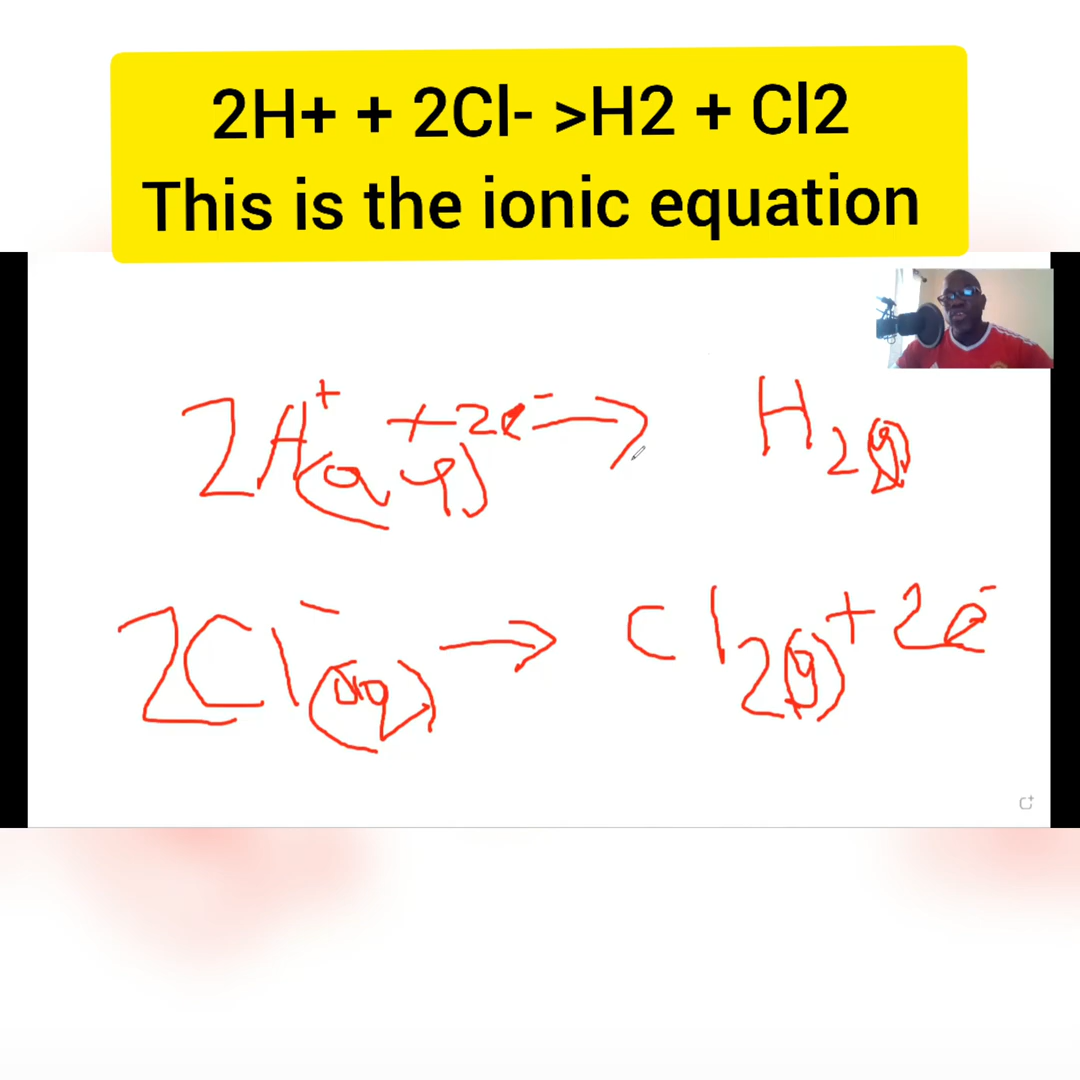 2H+ + 2Cl- >H2 + Cl2
This is the ionic equation
2H⁺(aq) + 2e⁻ → H₂(g)
2Cl⁻(aq) → Cl₂(g) + 2e⁻